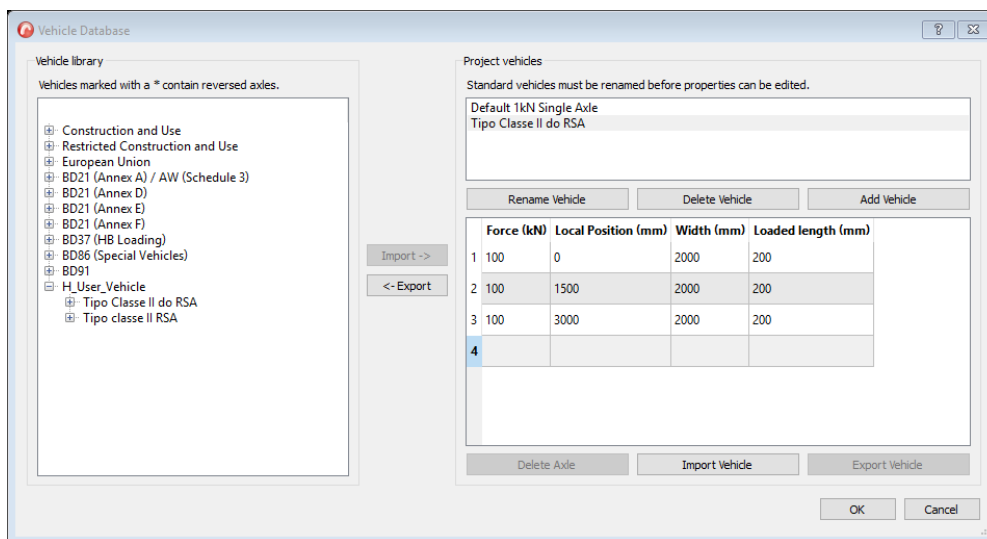 Vehicle Database
Vehicle library
Vehicles marked with a * contain reversed axles.
Construction and Use
Restricted Construction and Use
European Union
BD21 (Annex A) / AW (Schedule 3)
BD21 (Annex D)
BD21 (Annex E)
BD21 (Annex F)
BD37 (HB Loading)
BD86 (Special Vehicles)
BD91
H_User_Vehicle
Tipo Classe II do RSA
Tipo classe II RSA
Import ->
<- Export
Project vehicles
Standard vehicles must be renamed before properties can be edited.
Default 1kN Single Axle
Tipo Classe II do RSA
Rename Vehicle Delete Vehicle Add Vehicle
Force (kN) Local Position (mm) Width (mm) Loaded length (mm)
1 100 0 2000 200
2 100 1500 2000 200
3 100 3000 2000 200
4
Delete Axle Import Vehicle Export Vehicle
OK Cancel